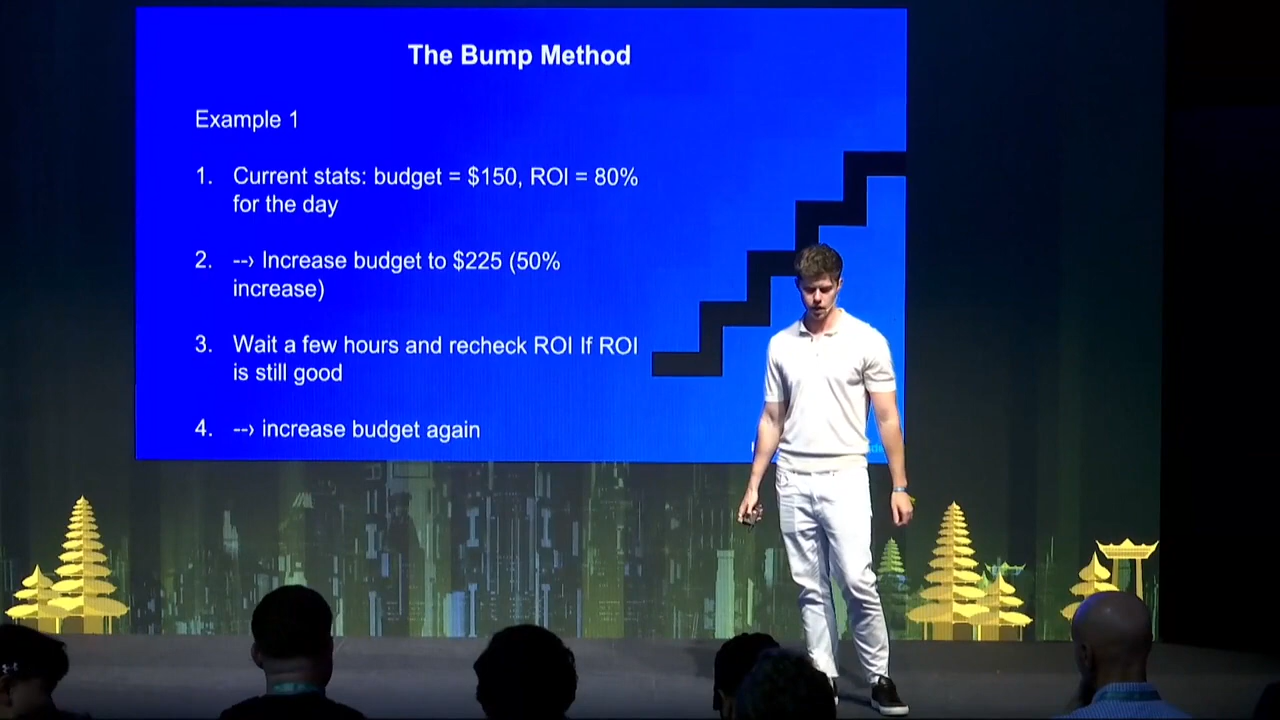 The Bump Method
Example 1
1. Current stats: budget = $150, ROI = 80%
for the day
2. --> Increase budget to $225 (50%
increase)
3. Wait a few hours and recheck ROI If ROI
is still good
4. --> increase budget again